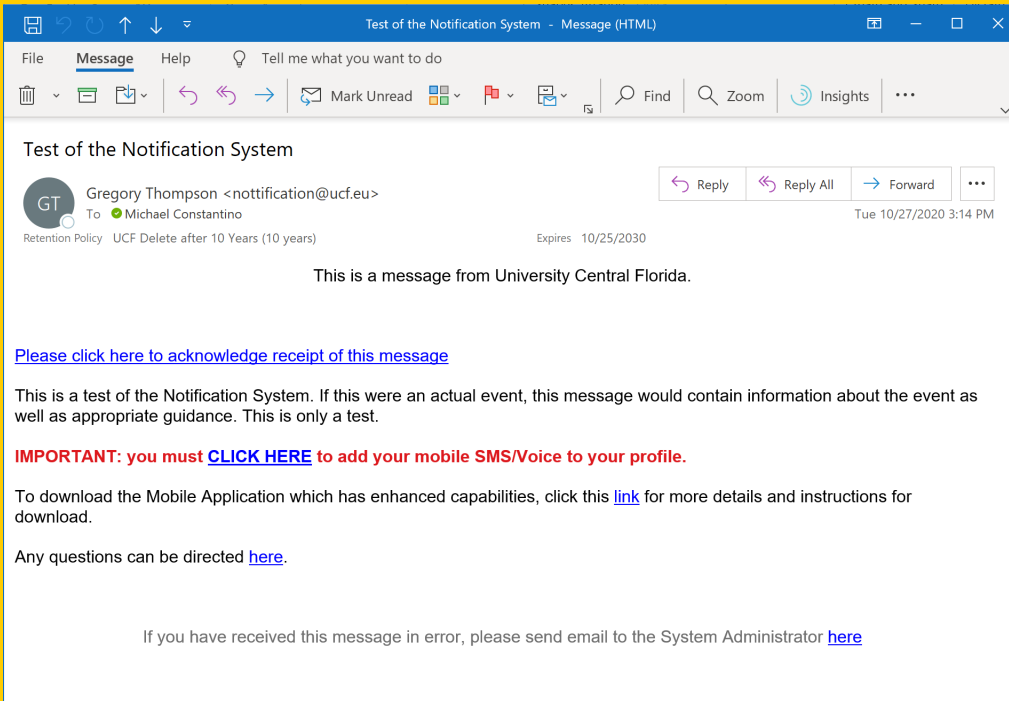 Test of the Notification System - Message (HTML)
File Message Help Tell me what you want to do
Mark Unread Find Zoom Insights
Test of the Notification System
GT
Gregory Thompson <nottification@ucf.eu>
To Michael Constantino
Reply Reply All Forward
Tue 10/27/2020 3:14 PM
Retention Policy UCF Delete after 10 Years (10 years) Expires 10/25/2030
This is a message from University Central Florida.
Please click here to acknowledge receipt of this message
This is a test of the Notification System. If this were an actual event, this message would contain information about the event as
well as appropriate guidance. This is only a test.
IMPORTANT: you must CLICK HERE to add your mobile SMS/Voice to your profile.
To download the Mobile Application which has enhanced capabilities, click this link for more details and instructions for
download.
Any questions can be directed here.
If you have received this message in error, please send email to the System Administrator here